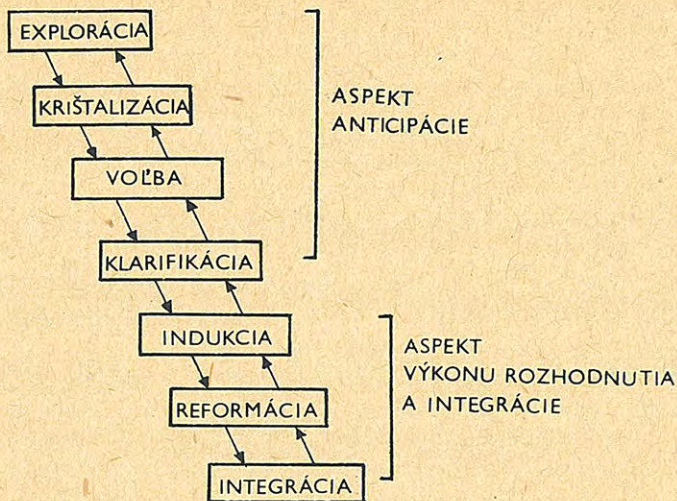 EXPLORÁCIA
KRIŠTALIZÁCIA
ASPEKT
ANTICIPÁCIE
VOĽBA
KLARIFIKÁCIA
INDUKCIA
ASPEKT
VÝKONU ROZHODNUTIA
A INTEGRÁCIE
REFORMÁCIA
INTEGRÁCIA